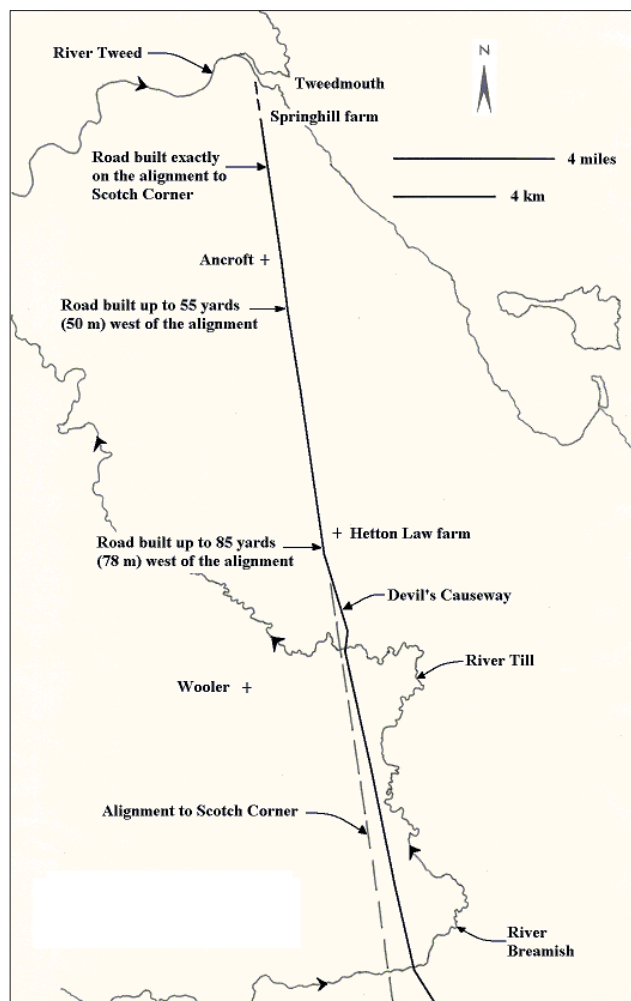 River Tweed
N
Tweedmouth
Springhill farm
Road built exactly
on the alignment to
Scotch Corner
4 miles
4 km
Ancroft
Road built up to 55 yards
(50 m) west of the alignment
Hetton Law farm
Road built up to 85 yards
(78 m) west of the alignment
Devil's Causeway
River Till
Wooler
Alignment to Scotch Corner
River
Breamish